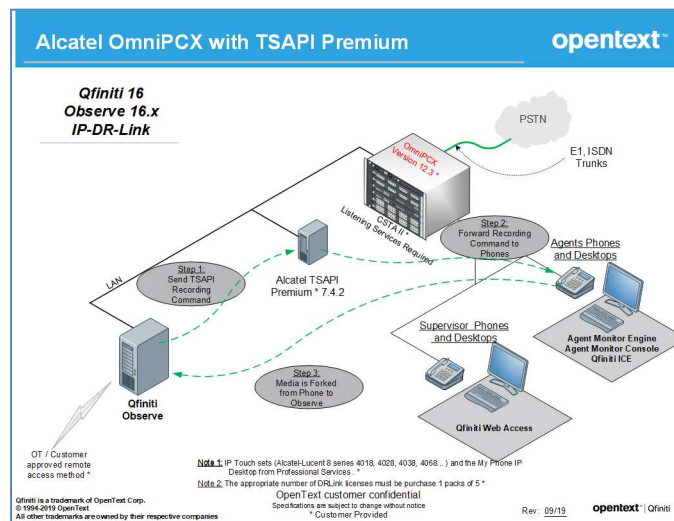 Alcatel OmniPCX with TSAPI Premium
opentext™
Qfiniti 16
Observe 16.x
IP-DR-Link
PSTN
E1, ISDN
Trunks
OmniPCX
Version 12.3 *
CSTA II *
Listening Services Required
Step 2:
Forward Recording
Command to
Phones
Agents Phones
and Desktops
LAN
Step 1:
Send TSAPI
Recording
Command
Alcatel TSAPI
Premium * 7.4.2
Agent Monitor Engine
Agent Monitor Console
Qfiniti ICE
Supervisor Phones
and Desktops
Qfiniti
Observe
Step 3:
Media is Forked
from Phone to
Observe
Qfiniti Web Access
OT / Customer
approved remote
access method *
Note 1: IP Touch sets (Alcatel-Lucent 8 series 4018, 4028, 4038, 4068... ) and the My Phone IP
Desktop from Professional Services. *
Note 2: The appropriate number of DRLink licenses must be purchase 1 packs of 5 *
Qfiniti is a trademark of OpenText Corp.
© 1994-2019 OpenText
All other trademarks are owned by their respective companies
OpenText customer confidential
Specifications are subject to change without notice
* Customer Provided
Rev: 09/19
opentext™ | Qfiniti